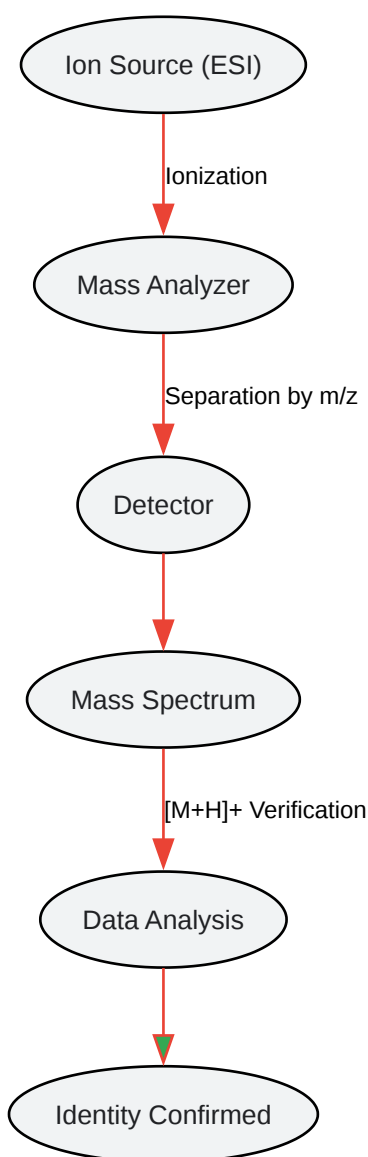 Ion Source (ESI)
Ionization
Mass Analyzer
Separation by m/z
Detector
Mass Spectrum
[M+H]+ Verification
Data Analysis
Identity Confirmed